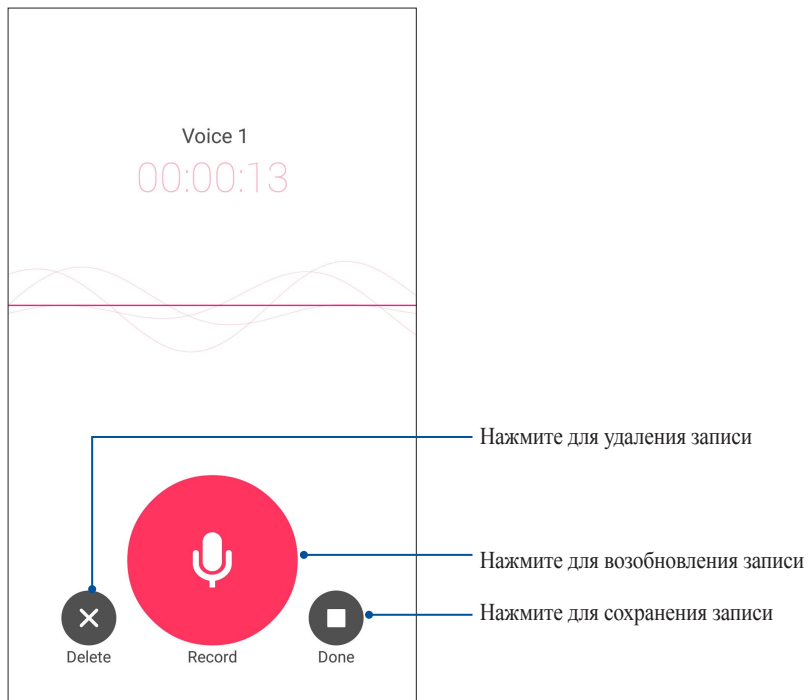 Voice 1
00:00:13
Нажмите для удаления записи
Нажмите для возобновления записи
Нажмите для сохранения записи
Delete
Record
Done